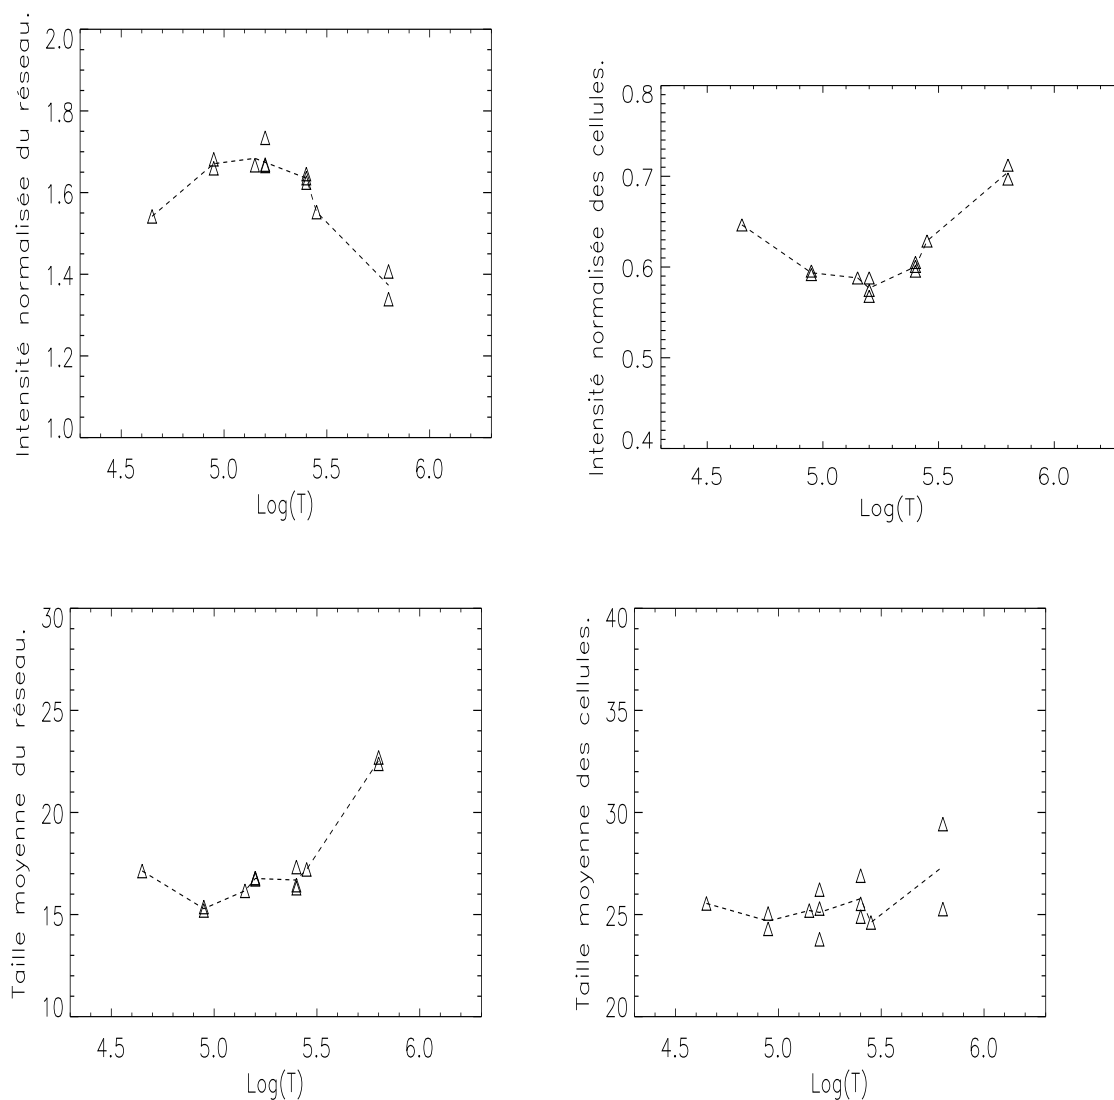 Intensité normalisée du réseau.
2.0
1.8
1.6
1.4
1.2
1.0
4.5 5.0 5.5 6.0
Log(T)
Intensité normalisée des cellules.
0.8
0.7
0.6
0.5
0.4
4.5 5.0 5.5 6.0
Log(T)
Taille moyenne du réseau.
30
25
20
15
10
4.5 5.0 5.5 6.0
Log(T)
Taille moyenne des cellules.
40
35
30
25
20
4.5 5.0 5.5 6.0
Log(T)